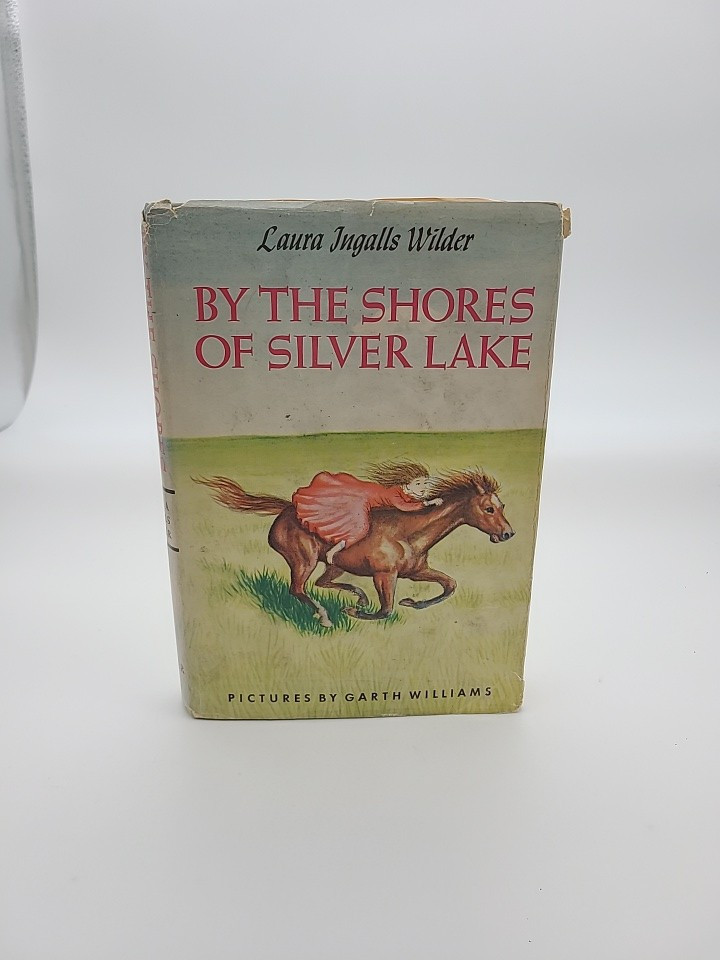 Laura Ingalls Wilder
BY THE SHORES
OF SILVER LAKE
PICTURES BY GARTH WILLIAMS